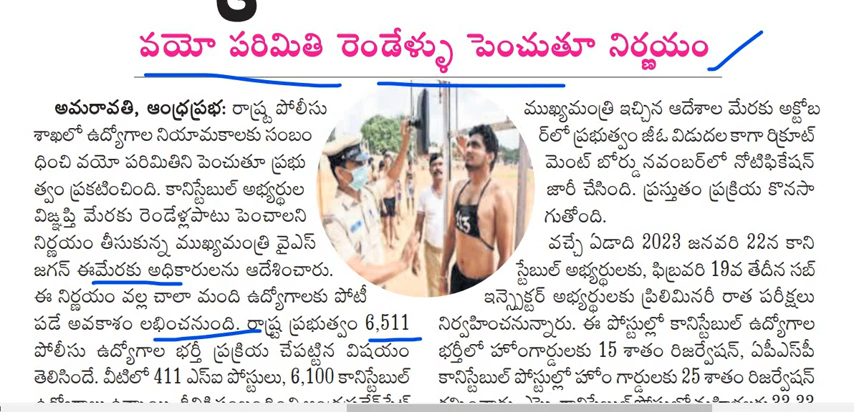 వయో పరిమితి రెండేళ్ళు పెంచుతూ నిర్ణయం
అమరావతి, ఆంధ్రప్రభ: రాష్ట్ర పోలీసు
శాఖలో ఉద్యోగాల నియామకాలకు సంబం
ధించి వయో పరిమితిని పెంచుతూ ప్రభు
త్వం ప్రకటించింది. కానిస్టేబుల్ అభ్యర్థుల
విజ్ఞప్తి మేరకు రెండేళ్లపాటు పెంచాలని
నిర్ణయం తీసుకున్న ముఖ్యమంత్రి వైఎస్
జగన్ ఈమేరకు అధికారులను ఆదేశించారు.
ఈ నిర్ణయం వల్ల చాలా మంది ఉద్యోగాలకు పోటీ
పడే అవకాశం లభించనుంది. రాష్ట్ర ప్రభుత్వం 6,511
పోలీసు ఉద్యోగాల భర్తీ ప్రక్రియ చేపట్టిన విషయం
తెలిసిందే. వీటిలో 411 ఎస్ఐ పోస్టులు, 6,100 కానిస్టేబుల్
ముఖ్యమంత్రి ఇచ్చిన ఆదేశాల మేరకు అక్టోబ
ర్‌లో ప్రభుత్వం జీఓ విడుదల కాగా రిక్రూట్
మెంట్ బోర్డు నవంబర్‌లో నోటిఫికేషన్
జారీ చేసింది. ప్రస్తుతం ప్రక్రియ కొనసా
గుతోంది.
వచ్చే ఏడాది 2023 జనవరి 22న కాని
స్టేబుల్ అభ్యర్థులకు, ఫిబ్రవరి 19వ తేదీన సబ్
ఇన్స్పెక్టర్ అభ్యర్థులకు ప్రిలిమినరీ రాత పరీక్షలు
నిర్వహించనున్నారు. ఈ పోస్టుల్లో కానిస్టేబుల్ ఉద్యోగాల
భర్తీలో హోంగార్డులకు 15 శాతం రిజర్వేషన్, ఏపీఎస్‌పీ
కానిస్టేబుల్ పోస్టుల్లో హోం గార్డులకు 25 శాతం రిజర్వేషన్